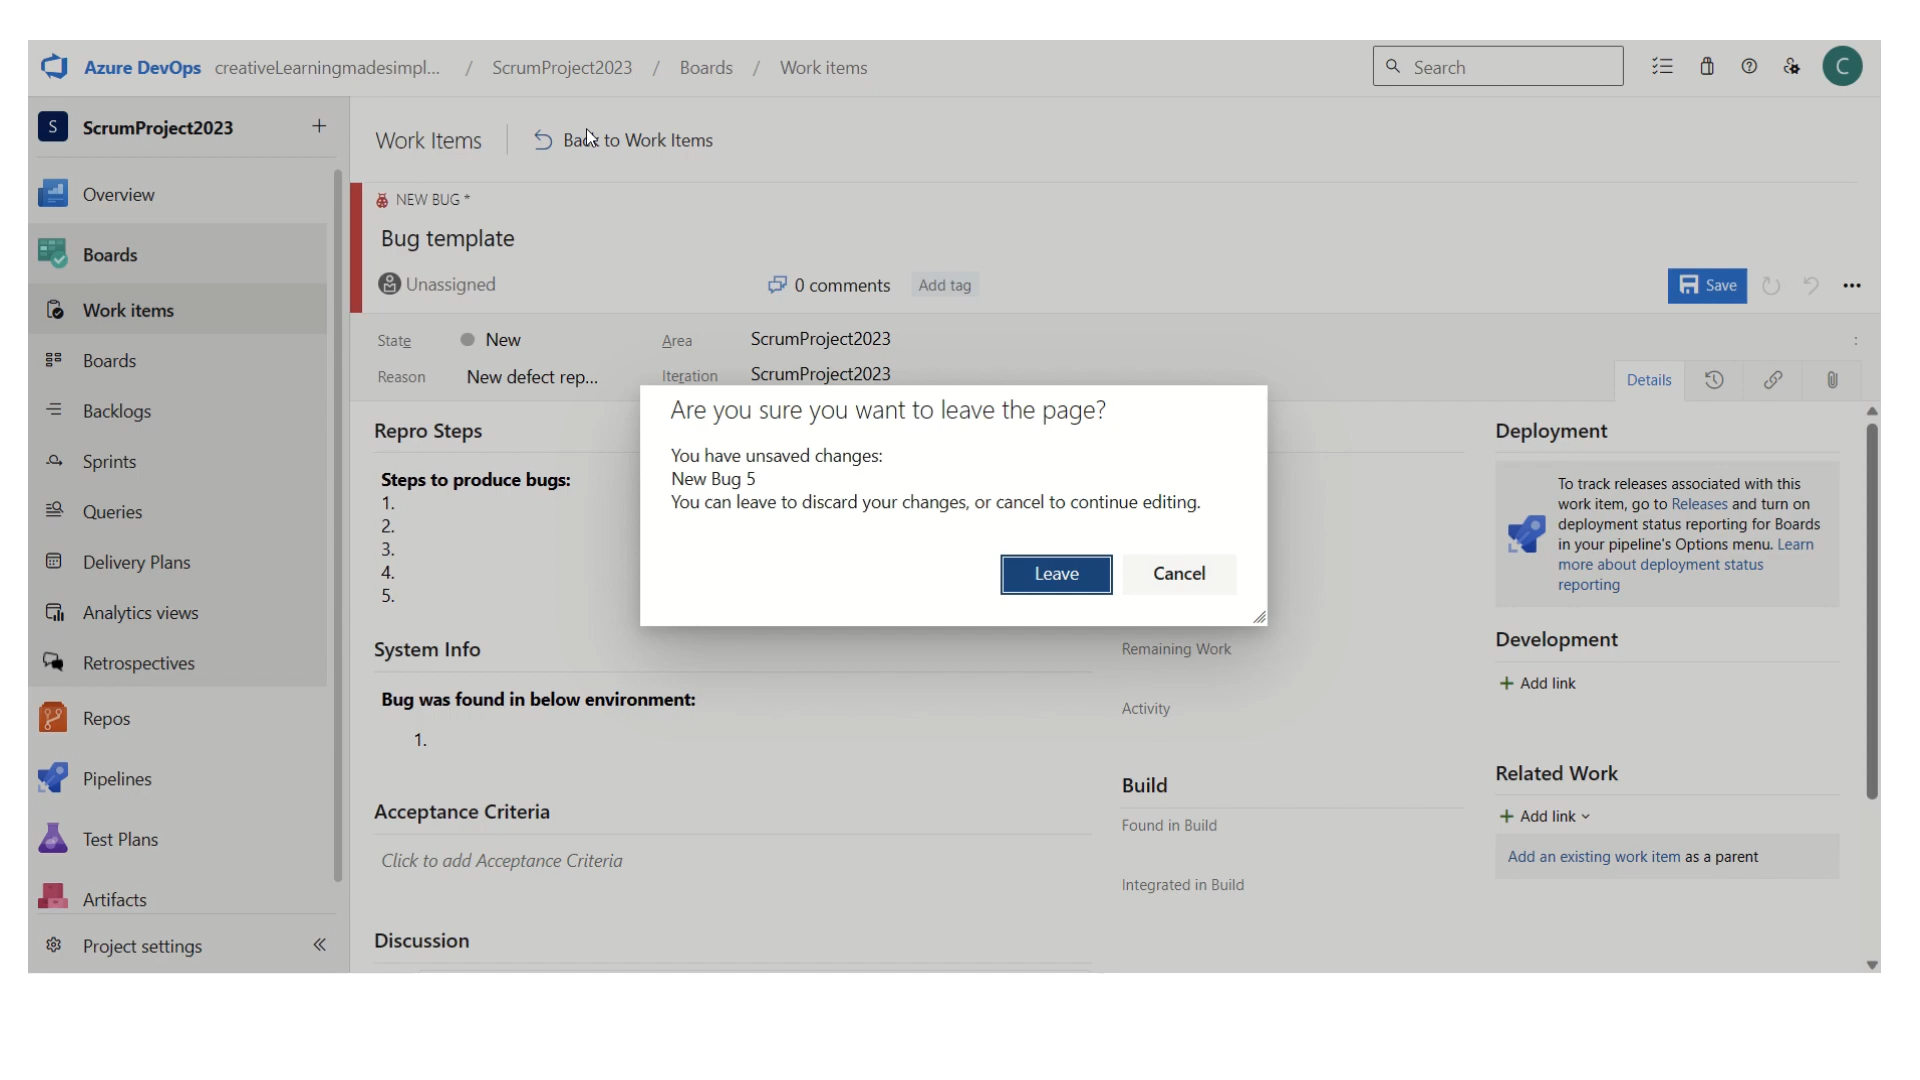 Azure DevOps creativeLearningmadesimpl... / ScrumProject2023 / Boards / Work items
Search
C
S ScrumProject2023 +
Overview
Boards
Work items
Boards
Backlogs
Sprints
Queries
Delivery Plans
Analytics views
Retrospectives
Repos
Pipelines
Test Plans
Artifacts
Project settings
Work Items
Back to Work Items
NEW BUG *
Bug template
Unassigned
0 comments
Add tag
Save
State New
Area ScrumProject2023
Reason New defect rep...
Iteration ScrumProject2023
Details
Are you sure you want to leave the page?
You have unsaved changes:
New Bug 5
You can leave to discard your changes, or cancel to continue editing.
Leave
Cancel
Repro Steps
Steps to produce bugs:
1.
2.
3.
4.
5.
System Info
Bug was found in below environment:
1.
Acceptance Criteria
Click to add Acceptance Criteria
Discussion
Remaining Work
Activity
Build
Found in Build
Integrated in Build
Deployment
To track releases associated with this
work item, go to Releases and turn on
deployment status reporting for Boards
in your pipeline's Options menu. Learn
more about deployment status
reporting
Development
+ Add link
Related Work
+ Add link
Add an existing work item as a parent